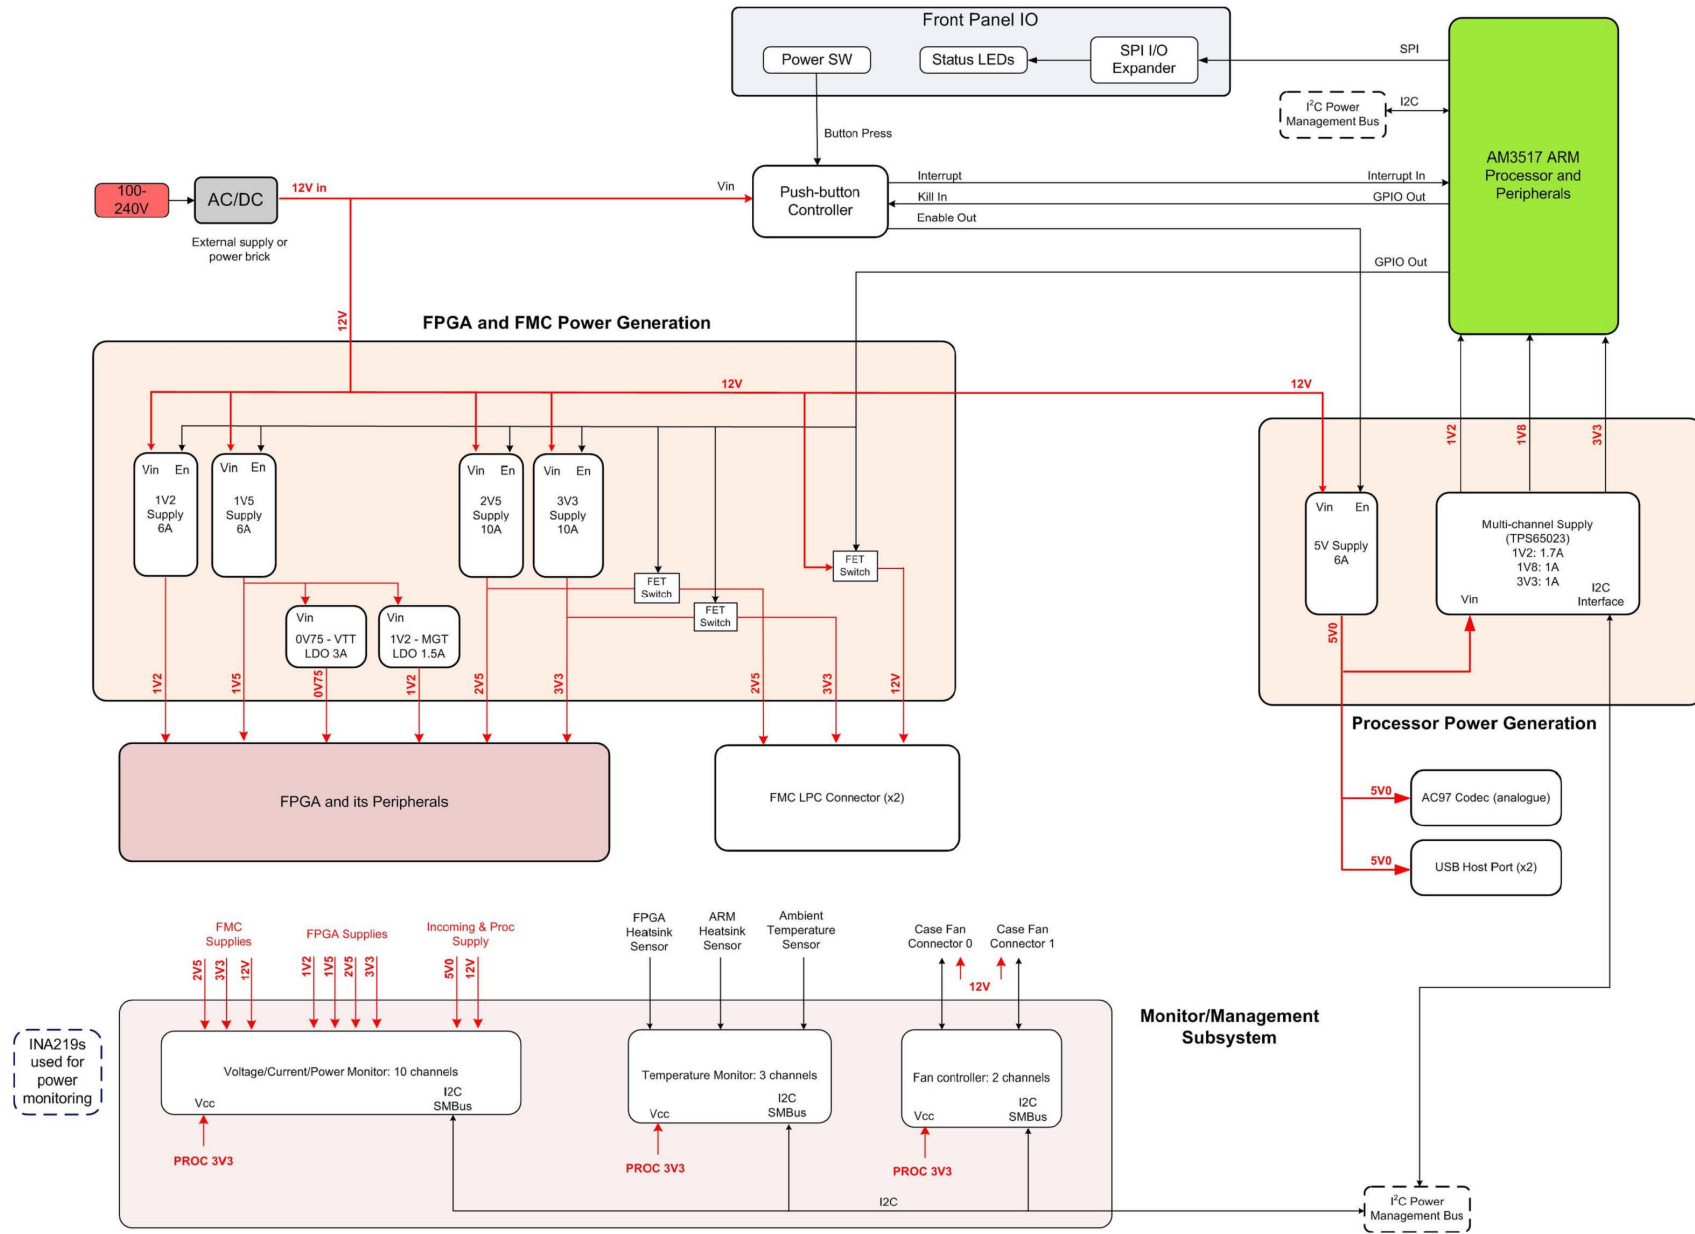 Front Panel IO
Power SW
Status LEDs
SPI I/O
Expander
SPI
I²C Power
Management Bus
I2C
Button Press
AM3517 ARM
Processor and
Peripherals
100-
240V
AC/DC
12V in
Vin
Push-button
Controller
Interrupt
Interrupt In
Kill In
GPIO Out
Enable Out
External supply or
power brick
GPIO Out
12V
FPGA and FMC Power Generation
12V
12V
1V2
1V8
3V3
Vin
En
1V2
Supply
6A
Vin
En
1V5
Supply
6A
Vin
En
2V5
Supply
10A
Vin
En
3V3
Supply
10A
FET
Switch
FET
Switch
FET
Switch
Vin
0V75 - VTT
LDO 3A
Vin
1V2 - MGT
LDO 1.5A
Vin
En
5V Supply
6A
Multi-channel Supply
(TPS65023)
1V2: 1.7A
1V8: 1A
3V3: 1A
Vin
I2C
Interface
5V0
1V2
1V5
0V75
1V2
2V5
3V3
2V5
3V3
12V
Processor Power Generation
FPGA and its Peripherals
FMC LPC Connector (x2)
5V0
AC97 Codec (analogue)
5V0
USB Host Port (x2)
FMC
Supplies
FPGA Supplies
Incoming & Proc
Supply
FPGA
Heatsink
Sensor
ARM
Heatsink
Sensor
Ambient
Temperature
Sensor
Case Fan
Connector 0
Case Fan
Connector 1
2V5
3V3
12V
1V2
1V5
2V5
3V3
5V0
12V
12V
Monitor/Management
Subsystem
INA219s
used for
power
monitoring
Voltage/Current/Power Monitor: 10 channels
Vcc
I2C
SMBus
Temperature Monitor: 3 channels
Vcc
I2C
SMBus
Fan controller: 2 channels
Vcc
I2C
SMBus
PROC 3V3
PROC 3V3
PROC 3V3
I2C
I²C Power
Management Bus